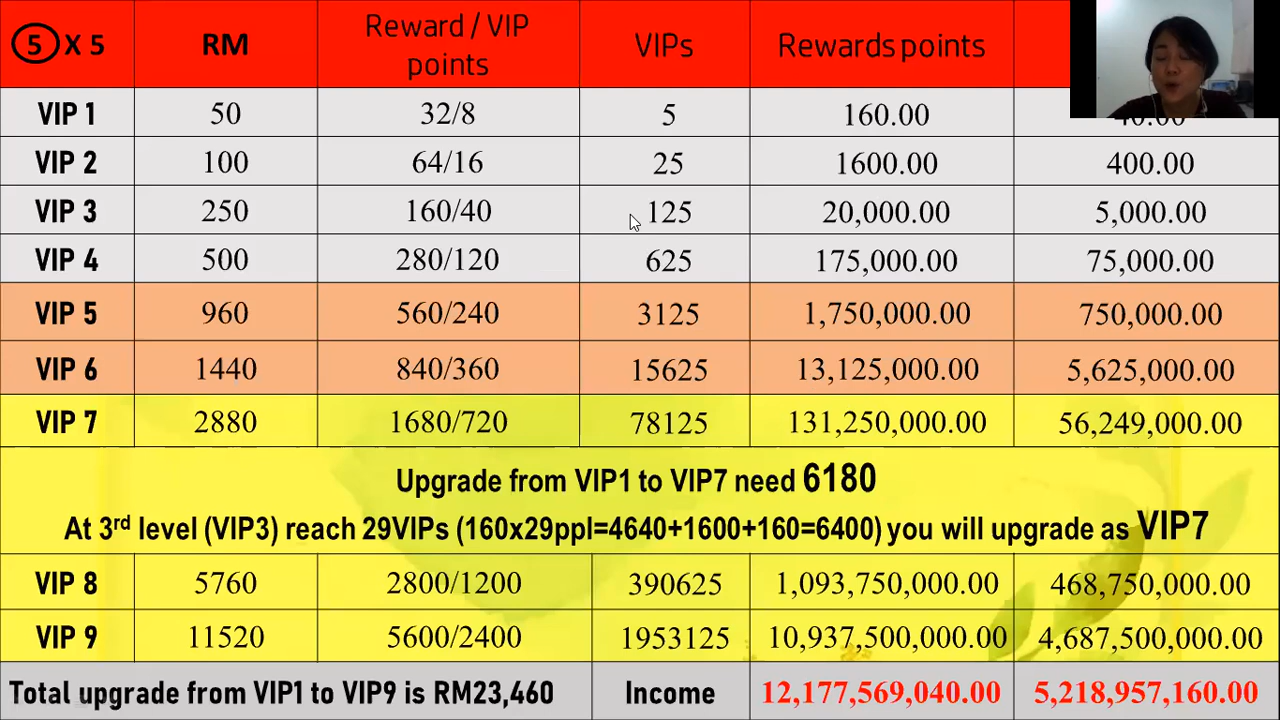 5 X 5 RM Reward / VIP points VIPs Rewards points
VIP 1 50 32/8 5 160.00 40.00
VIP 2 100 64/16 25 1600.00 400.00
VIP 3 250 160/40 125 20,000.00 5,000.00
VIP 4 500 280/120 625 175,000.00 75,000.00
VIP 5 960 560/240 3125 1,750,000.00 750,000.00
VIP 6 1440 840/360 15625 13,125,000.00 5,625,000.00
VIP 7 2880 1680/720 78125 131,250,000.00 56,249,000.00
Upgrade from VIP1 to VIP7 need 6180
At 3rd level (VIP3) reach 29VIPs (160x29ppl=4640+1600+160=6400) you will upgrade as VIP7
VIP 8 5760 2800/1200 390625 1,093,750,000.00 468,750,000.00
VIP 9 11520 5600/2400 1953125 10,937,500,000.00 4,687,500,000.00
Total upgrade from VIP1 to VIP9 is RM23,460 Income 12,177,569,040.00 5,218,957,160.00